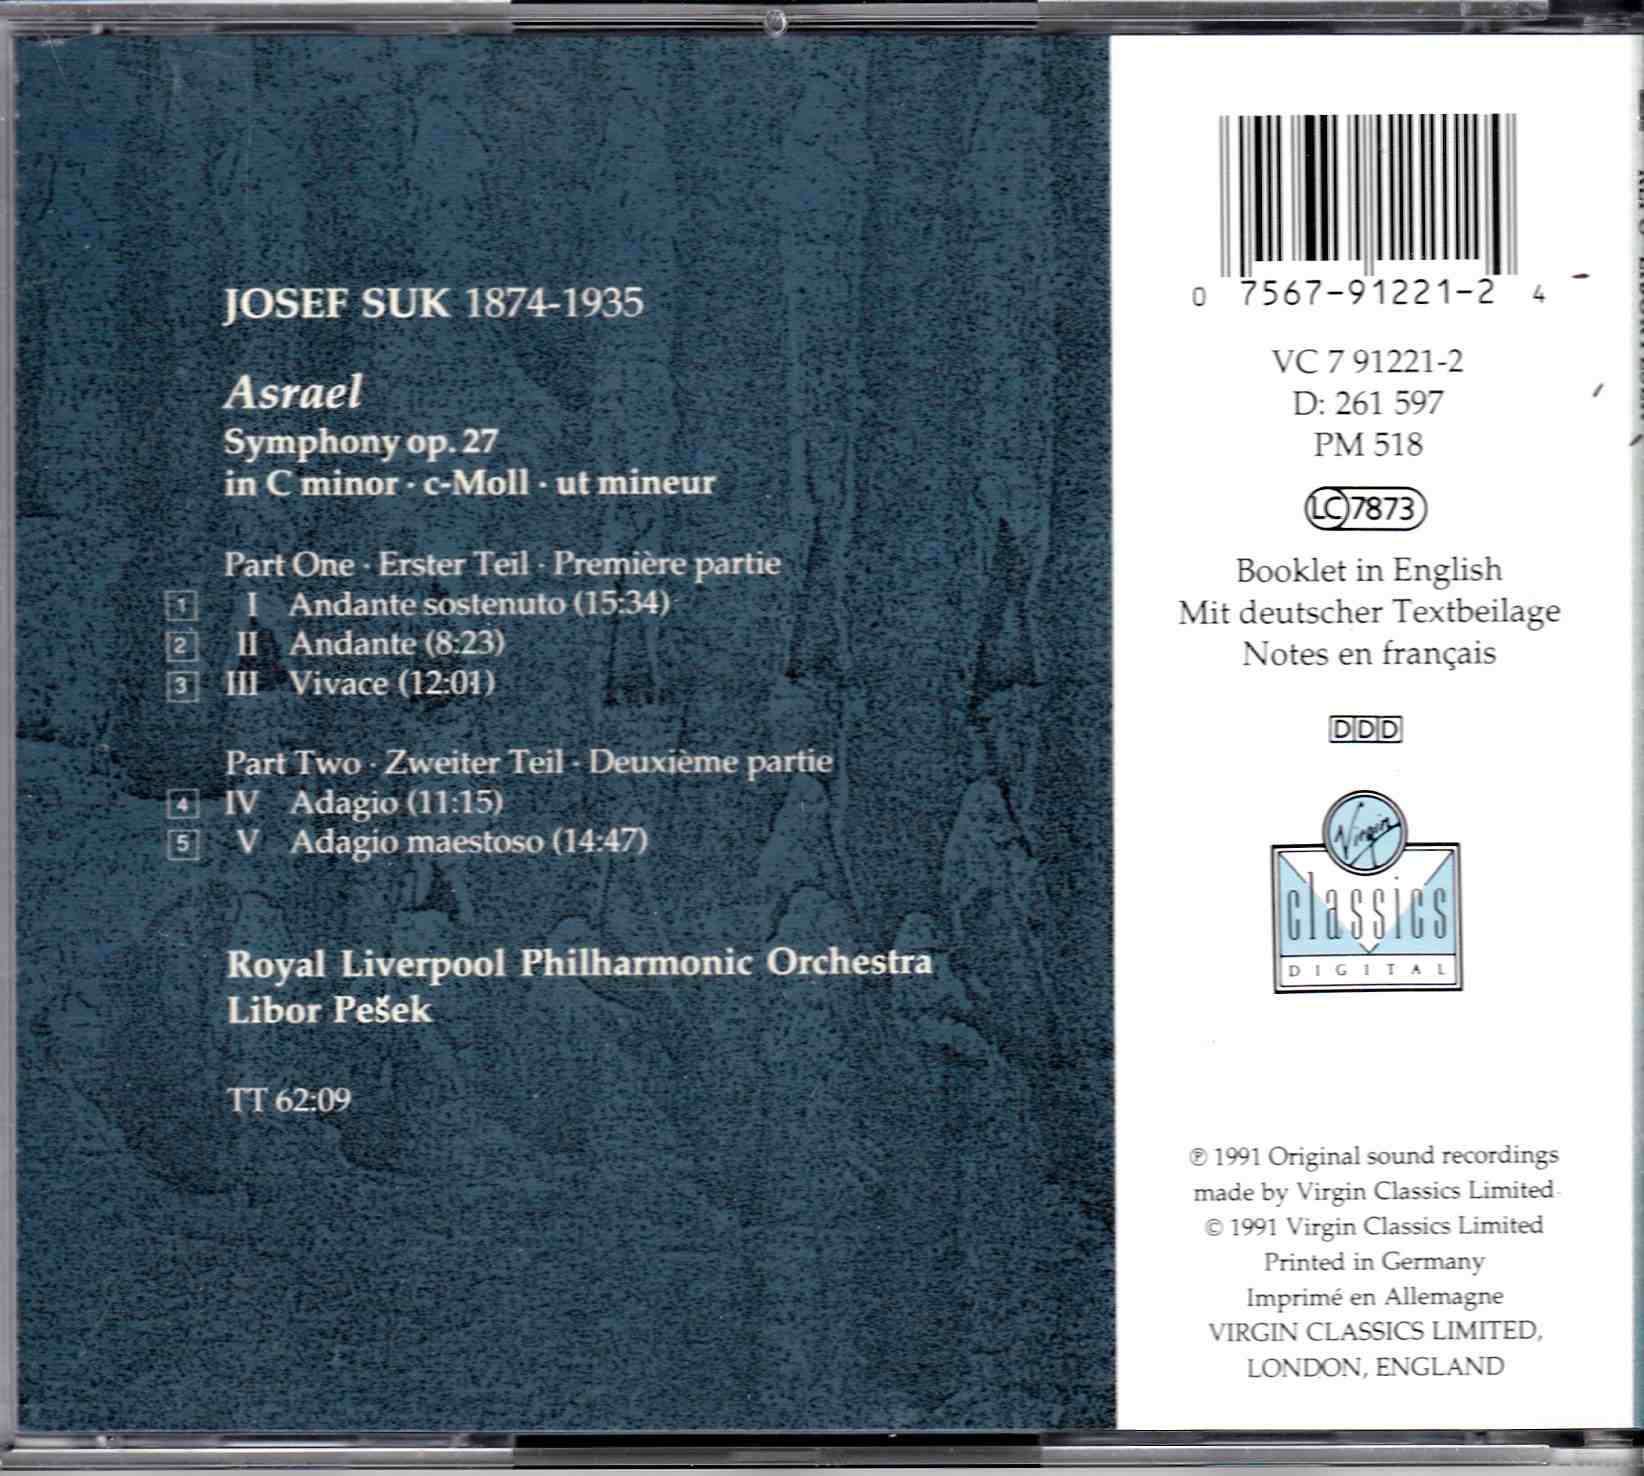 JOSEF SUK 1874-1935
Asrael
Symphony op. 27
in C minor · c-Moll · ut mineur
Part One · Erster Teil · Première partie
1 I Andante sostenuto (15:34)
2 II Andante (8:23)
3 III Vivace (12:01)
Part Two · Zweiter Teil · Deuxième partie
4 IV Adagio (11:15)
5 V Adagio maestoso (14:47)
Royal Liverpool Philharmonic Orchestra
Libor Pešek
TT 62:09
0 7567-91221-2 4
VC 7 91221-2
D: 261 597
PM 518
LC 7873
Booklet in English
Mit deutscher Textbeilage
Notes en français
DDD
Virgin
classics
DIGITAL
℗ 1991 Original sound recordings
made by Virgin Classics Limited
© 1991 Virgin Classics Limited
Printed in Germany
Imprimé en Allemagne
VIRGIN CLASSICS LIMITED,
LONDON, ENGLAND